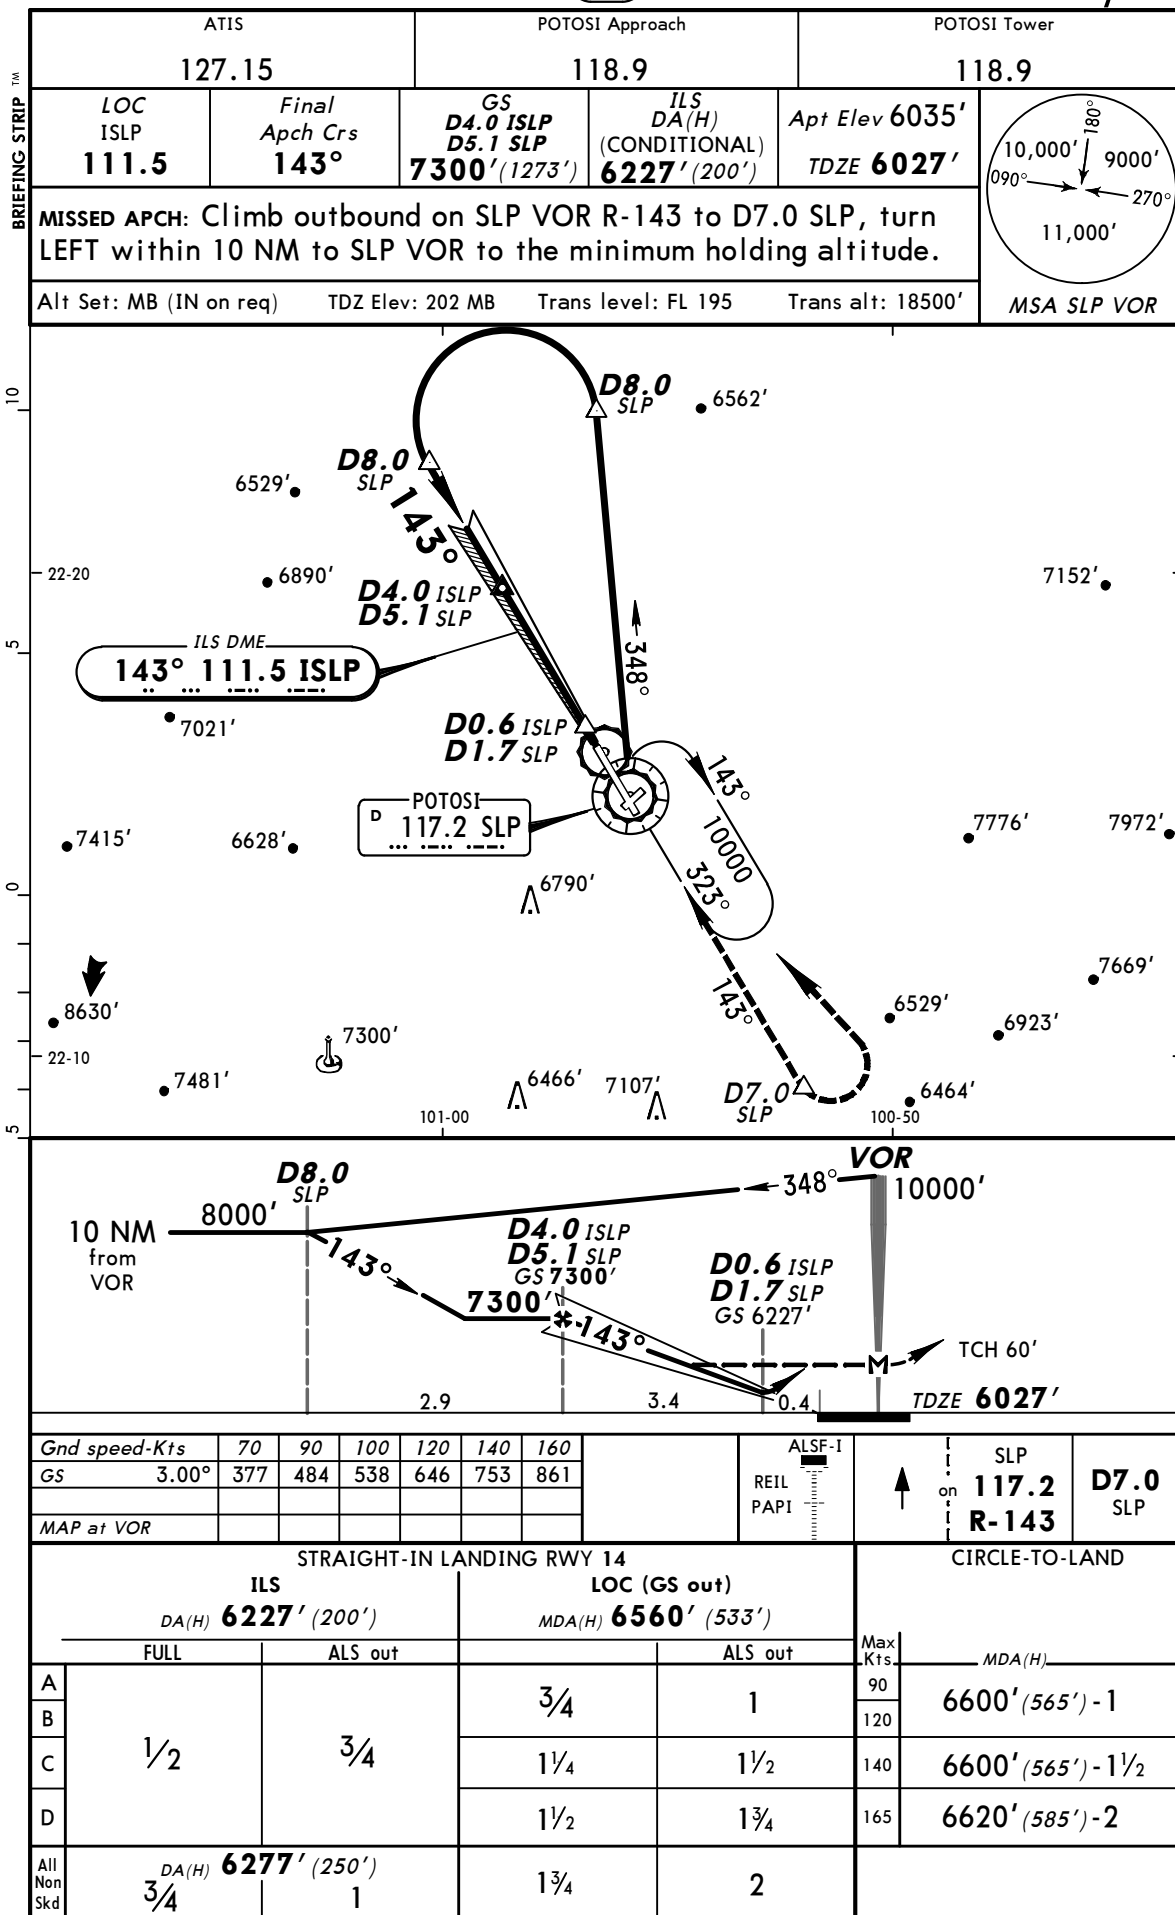 BRIEFING STRIP TM
ATIS
127.15
POTOSI Approach
118.9
POTOSI Tower
118.9
LOC
ISLP
111.5
Final
Apch Crs
143°
GS
D4.0 ISLP
D5.1 SLP
7300'(1273')
ILS
DA(H)
(CONDITIONAL)
6227'(200')
Apt Elev 6035'
TDZE 6027'
180°
10,000'
9000'
090°
270°
11,000'
MSA SLP VOR
MISSED APCH: Climb outbound on SLP VOR R-143 to D7.0 SLP, turn
LEFT within 10 NM to SLP VOR to the minimum holding altitude.
Alt Set: MB (IN on req) TDZ Elev: 202 MB Trans level: FL 195 Trans alt: 18500'
10
5
0
5
D8.0
SLP
6562'
D8.0
SLP
6529'
143°
22-20
6890'
D4.0 ISLP
D5.1 SLP
7152'
ILS DME
143° 111.5 ISLP
348°
7021'
D0.6 ISLP
D1.7 SLP
143°
POTOSI
D 117.2 SLP
10000
323°
7415'
6628'
7776'
7972'
6790'
143°
7669'
8630'
7300'
6529'
6923'
22-10
7481'
6466'
7107'
D7.0
SLP
6464'
101-00
100-50
D8.0
SLP
VOR
348°
10000'
8000'
10 NM
from
VOR
143°
D4.0 ISLP
D5.1 SLP
GS 7300'
7300'
143°
D0.6 ISLP
D1.7 SLP
GS 6227'
M
TCH 60'
2.9
3.4
0.4
TDZE 6027'
Gnd speed-Kts 70 90 100 120 140 160
GS 3.00° 377 484 538 646 753 861
MAP at VOR
ALSF-I
REIL
PAPI
on
SLP
117.2
R-143
D7.0
SLP
STRAIGHT-IN LANDING RWY 14
CIRCLE-TO-LAND
ILS
LOC (GS out)
DA(H) 6227'(200')
MDA(H) 6560' (533')
FULL
ALS out
ALS out
Max
Kts
MDA(H)
A
B
C
D
1/2
3/4
3/4
1
90
120
6600'(565')-1
1 1/4
1 1/2
140
6600'(565')-1 1/2
1 1/2
1 3/4
165
6620'(585')-2
All
Non
Skd
DA(H) 6277'(250')
3/4
1
1 3/4
2